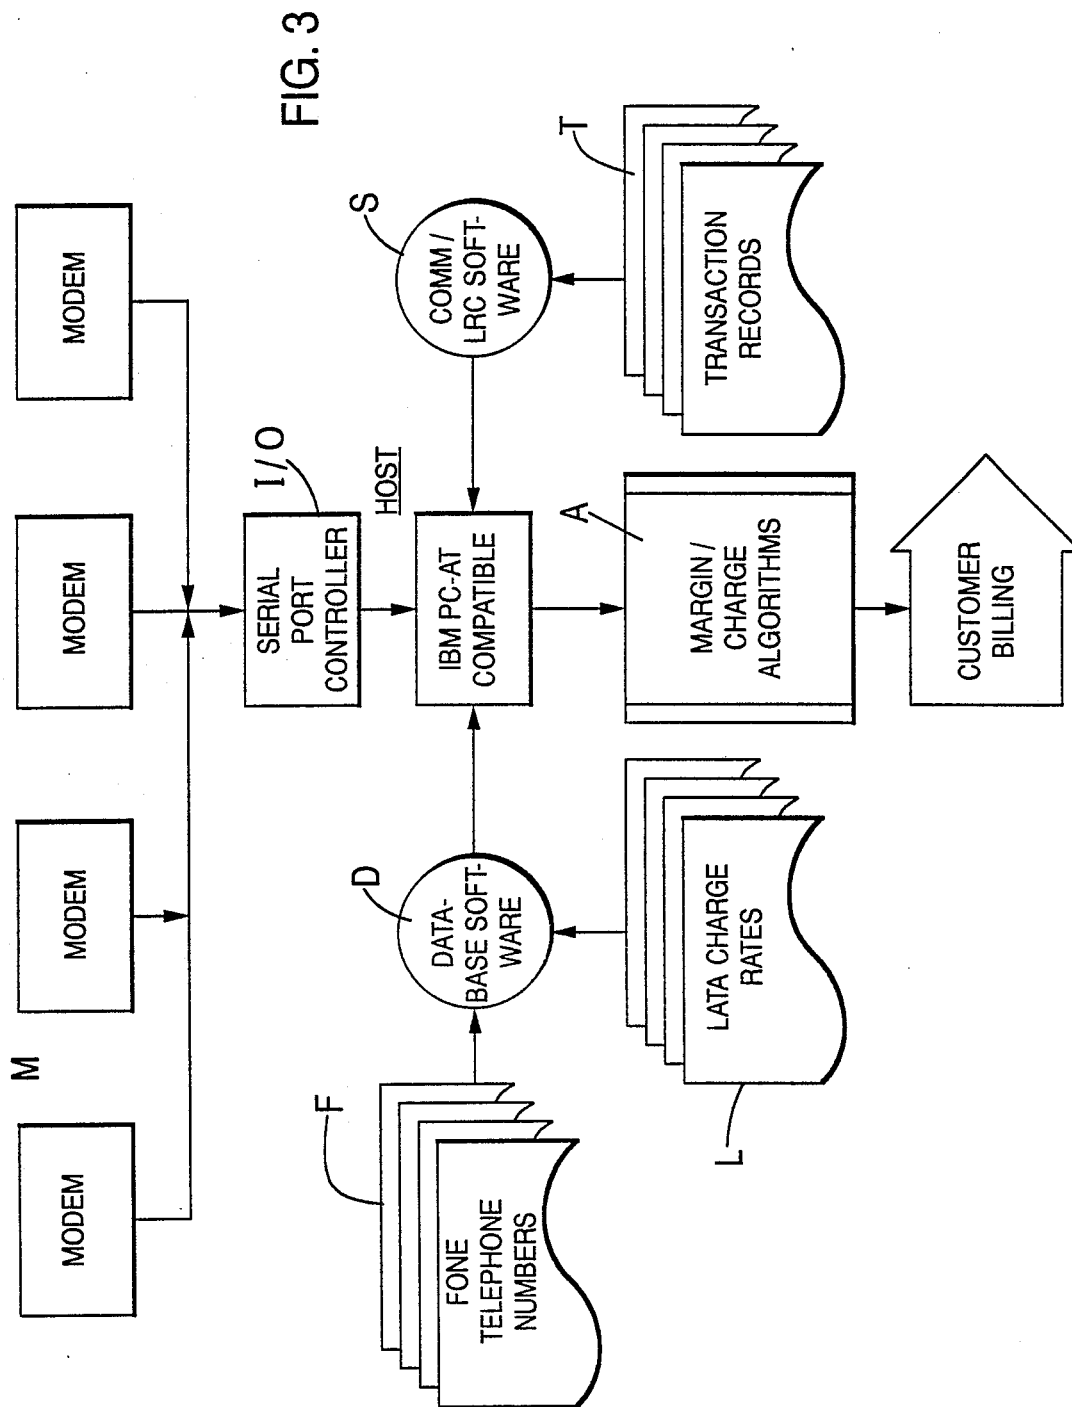 FIG. 3
M
MODEM
MODEM
MODEM
MODEM
I/O
SERIAL
PORT
CONTROLLER
HOST
IBM PC-AT
COMPATIBLE
F
FONE
TELEPHONE
NUMBERS
D
DATA-
BASE SOFT-
WARE
S
COMM /
LRC SOFT-
WARE
L
LATA CHARGE
RATES
A
MARGIN /
CHARGE
ALGORITHMS
T
TRANSACTION
RECORDS
CUSTOMER
BILLING